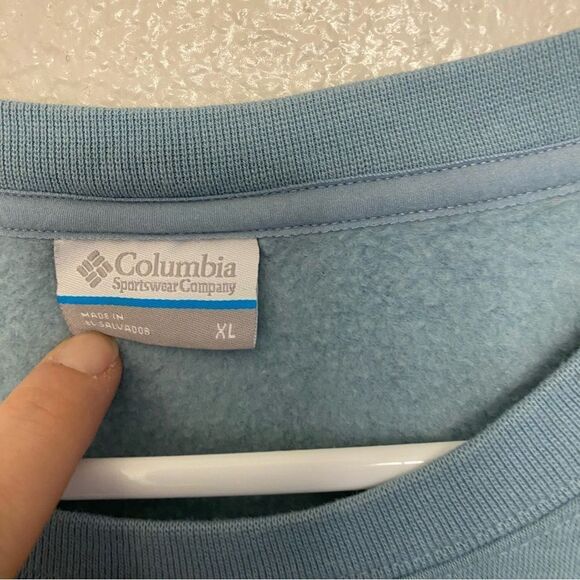 Columbia
Sportswear Company
MADE IN
EL SALVADOR
XL